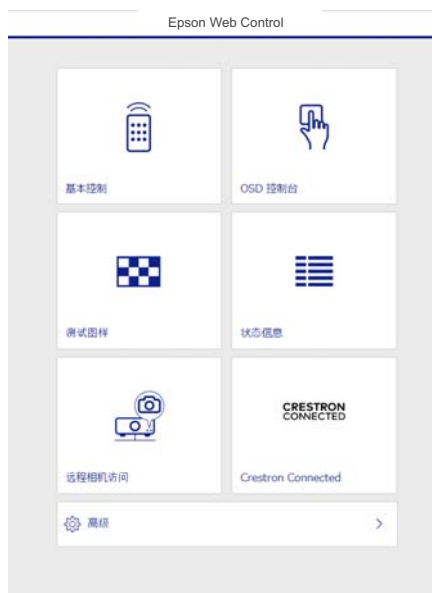 Epson Web Control
基本控制
OSD 控制台
测试图样
状态信息
远程相机访问
CRESTRON
CONNECTED
Crestron Connected
高级